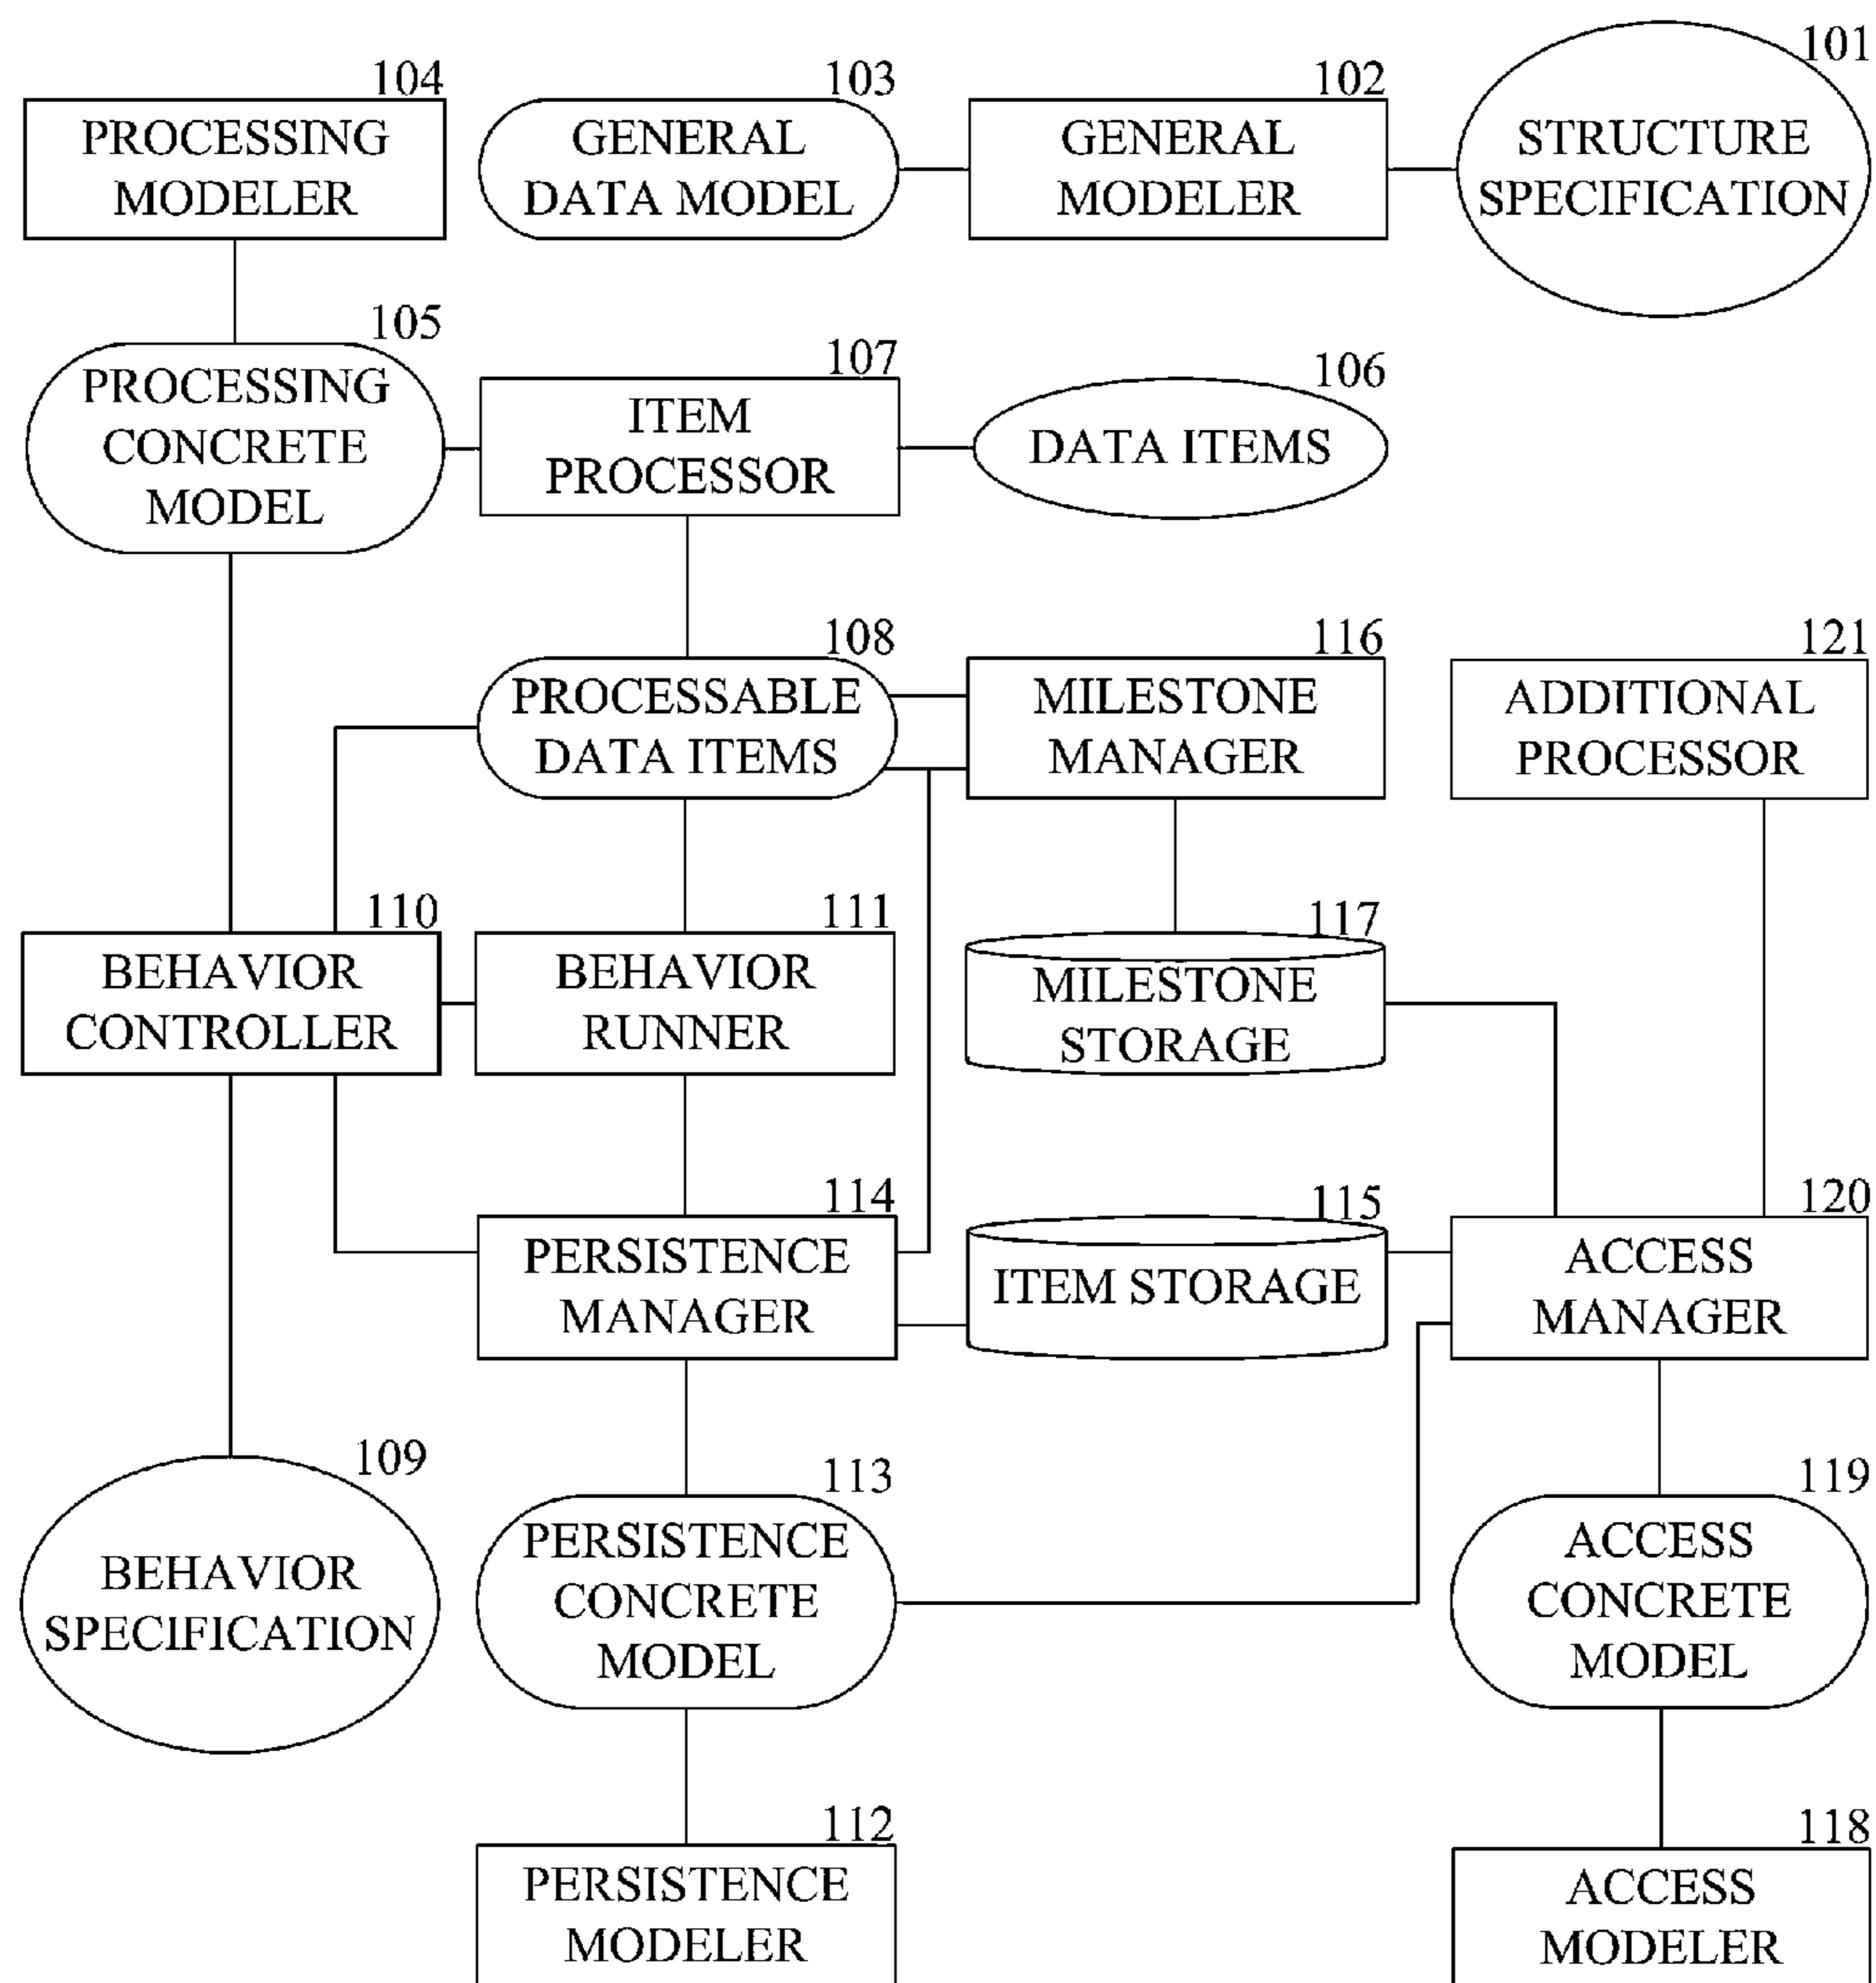 104
PROCESSING
MODELER
103
GENERAL
DATA MODEL
102
GENERAL
MODELER
101
STRUCTURE
SPECIFICATION
105
PROCESSING
CONCRETE
MODEL
107
ITEM
PROCESSOR
106
DATA ITEMS
108
PROCESSABLE
DATA ITEMS
116
MILESTONE
MANAGER
121
ADDITIONAL
PROCESSOR
110
BEHAVIOR
CONTROLLER
111
BEHAVIOR
RUNNER
117
MILESTONE
STORAGE
114
PERSISTENCE
MANAGER
115
ITEM STORAGE
120
ACCESS
MANAGER
109
BEHAVIOR
SPECIFICATION
113
PERSISTENCE
CONCRETE
MODEL
119
ACCESS
CONCRETE
MODEL
112
PERSISTENCE
MODELER
118
ACCESS
MODELER